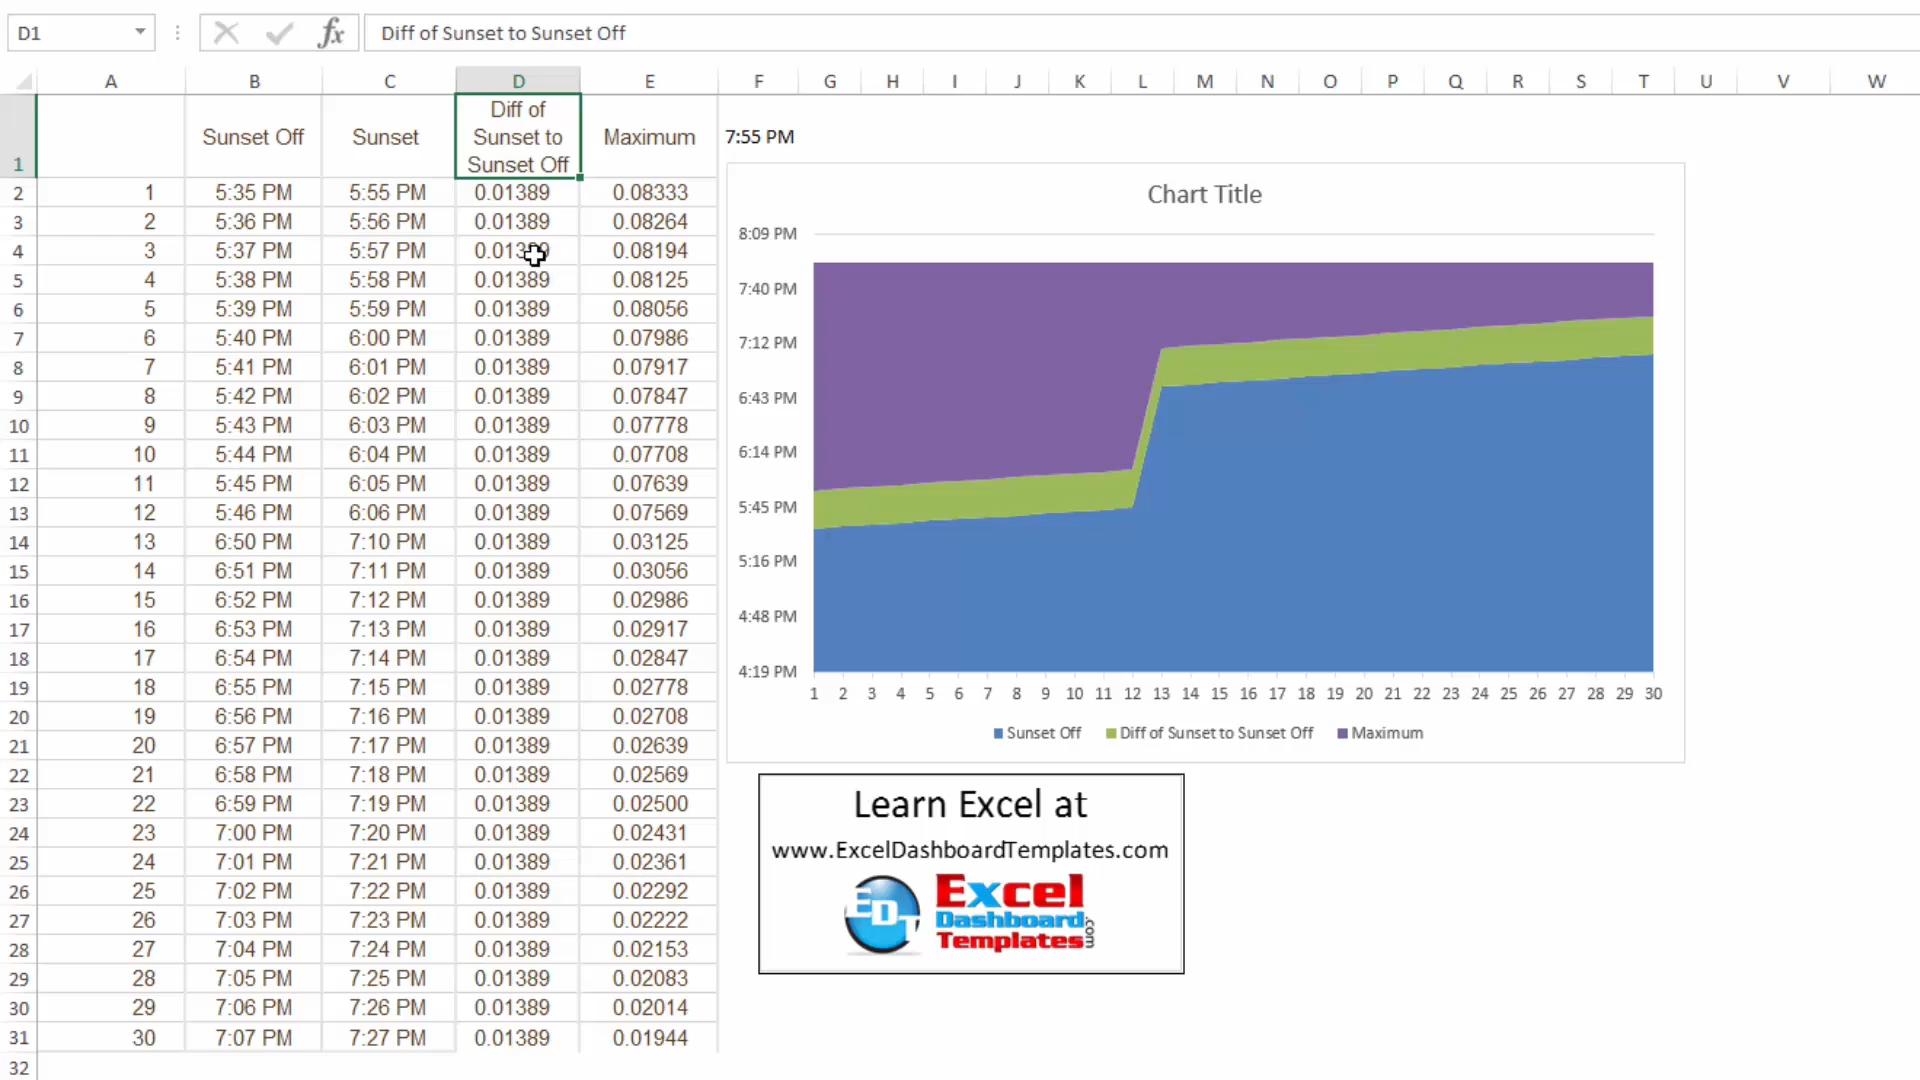 D1 fx Diff of Sunset to Sunset Off
A B C D E F G H I J K L M N O P Q R S T U V W
1 Sunset Off Sunset Diff of Sunset to Sunset Off Maximum 7:55 PM
2 1 5:35 PM 5:55 PM 0.01389 0.08333
3 2 5:36 PM 5:56 PM 0.01389 0.08264
4 3 5:37 PM 5:57 PM 0.01389 0.08194
5 4 5:38 PM 5:58 PM 0.01389 0.08125
6 5 5:39 PM 5:59 PM 0.01389 0.08056
7 6 5:40 PM 6:00 PM 0.01389 0.07986
8 7 5:41 PM 6:01 PM 0.01389 0.07917
9 8 5:42 PM 6:02 PM 0.01389 0.07847
10 9 5:43 PM 6:03 PM 0.01389 0.07778
11 10 5:44 PM 6:04 PM 0.01389 0.07708
12 11 5:45 PM 6:05 PM 0.01389 0.07639
13 12 5:46 PM 6:06 PM 0.01389 0.07569
14 13 6:50 PM 7:10 PM 0.01389 0.03125
15 14 6:51 PM 7:11 PM 0.01389 0.03056
16 15 6:52 PM 7:12 PM 0.01389 0.02986
17 16 6:53 PM 7:13 PM 0.01389 0.02917
18 17 6:54 PM 7:14 PM 0.01389 0.02847
19 18 6:55 PM 7:15 PM 0.01389 0.02778
20 19 6:56 PM 7:16 PM 0.01389 0.02708
21 20 6:57 PM 7:17 PM 0.01389 0.02639
22 21 6:58 PM 7:18 PM 0.01389 0.02569
23 22 6:59 PM 7:19 PM 0.01389 0.02500
24 23 7:00 PM 7:20 PM 0.01389 0.02431
25 24 7:01 PM 7:21 PM 0.01389 0.02361
26 25 7:02 PM 7:22 PM 0.01389 0.02292
27 26 7:03 PM 7:23 PM 0.01389 0.02222
28 27 7:04 PM 7:24 PM 0.01389 0.02153
29 28 7:05 PM 7:25 PM 0.01389 0.02083
30 29 7:06 PM 7:26 PM 0.01389 0.02014
31 30 7:07 PM 7:27 PM 0.01389 0.01944
32
Chart Title
8:09 PM
7:40 PM
7:12 PM
6:43 PM
6:14 PM
5:45 PM
5:16 PM
4:48 PM
4:19 PM
1 2 3 4 5 6 7 8 9 10 11 12 13 14 15 16 17 18 19 20 21 22 23 24 25 26 27 28 29 30
Sunset Off Diff of Sunset to Sunset Off Maximum
Learn Excel at
www.ExcelDashboardTemplates.com
EDT
Excel
Dashboard
Templates
.com